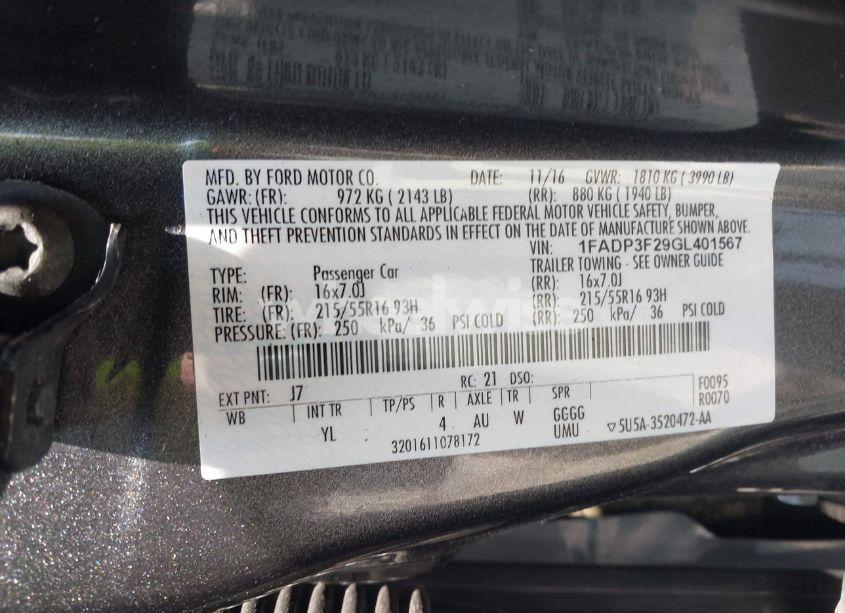 MFD. BY FORD MOTOR CO. DATE: 11/16 GVWR: 1810 KG ( 3990 LB)
GAWR: (FR): 972 KG ( 2143 LB) (RR): 880 KG ( 1940 LB)
THIS VEHICLE CONFORMS TO ALL APPLICABLE FEDERAL MOTOR VEHICLE SAFETY, BUMPER,
AND THEFT PREVENTION STANDARDS IN EFFECT ON THE DATE OF MANUFACTURE SHOWN ABOVE.
VIN: 1FADP3F29GL401567
TYPE: Passenger Car TRAILER TOWING - SEE OWNER GUIDE
RIM: (FR): 16x7.0J (RR): 16x7.0J
TIRE: (FR): 215/55R16 93H (RR): 215/55R16 93H
PRESSURE: (FR): 250 kPa/ 36 PSI COLD (RR): 250 kPa/ 36 PSI COLD
EXT PNT: J7 RC: 21 DSO: F0095
WB INT TR TP/PS R AXLE TR SPR R0070
YL 4 AU W GGGG
3201611078172 UMU ▽5U5A-3520472-AA